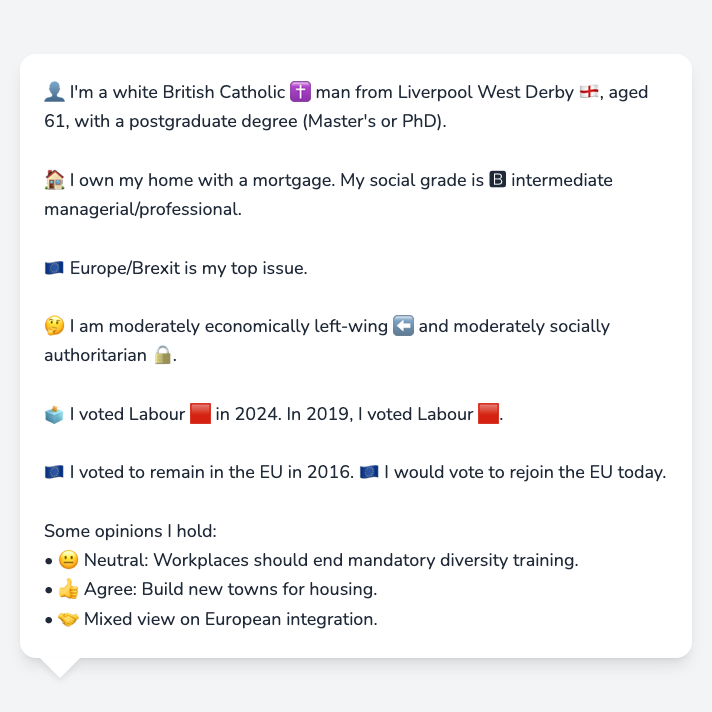 👤 I'm a white British Catholic ✝️ man from Liverpool West Derby 🏴󠁧󠁢󠁥󠁮󠁧󠁿, aged
61, with a postgraduate degree (Master's or PhD).
🏠 I own my home with a mortgage. My social grade is 🅱 intermediate
managerial/professional.
🇪🇺 Europe/Brexit is my top issue.
🤔 I am moderately economically left-wing ⬅️ and moderately socially
authoritarian 🔒.
🗳️ I voted Labour 🟥 in 2024. In 2019, I voted Labour 🟥.
🇪🇺 I voted to remain in the EU in 2016. 🇪🇺 I would vote to rejoin the EU today.
Some opinions I hold:
• 😐 Neutral: Workplaces should end mandatory diversity training.
• 👍 Agree: Build new towns for housing.
• 🤝 Mixed view on European integration.